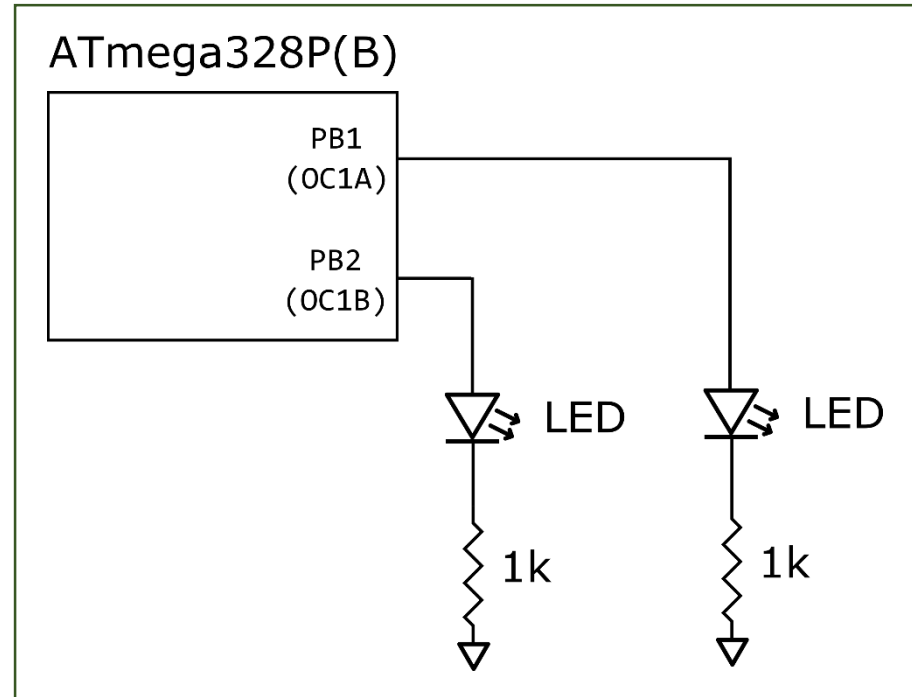 ATmega328P(B)
PB1
(OC1A)
PB2
(OC1B)
LED
LED
1k
1k